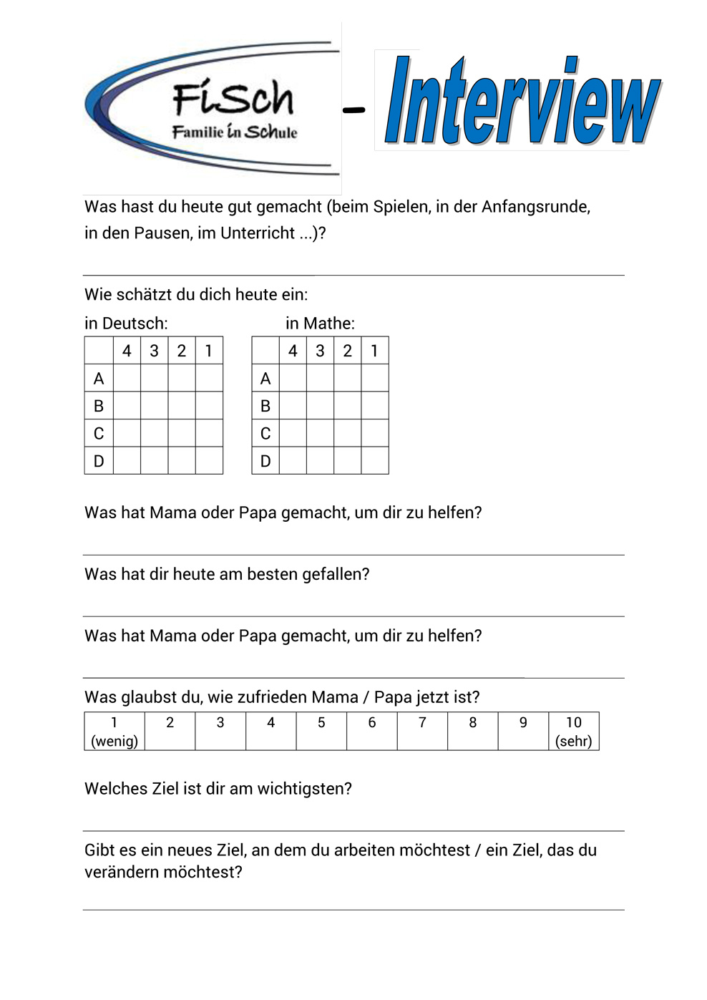 FiSch
Familie in Schule
- Interview
Was hast du heute gut gemacht (beim Spielen, in der Anfangsrunde,
in den Pausen, im Unterricht ...)?
Wie schätzt du dich heute ein:
in Deutsch: in Mathe:
4 3 2 1 4 3 2 1
A A
B B
C C
D D
Was hat Mama oder Papa gemacht, um dir zu helfen?
Was hat dir heute am besten gefallen?
Was hat Mama oder Papa gemacht, um dir zu helfen?
Was glaubst du, wie zufrieden Mama / Papa jetzt ist?
1 2 3 4 5 6 7 8 9 10
(wenig) (sehr)
Welches Ziel ist dir am wichtigsten?
Gibt es ein neues Ziel, an dem du arbeiten möchtest / ein Ziel, das du
verändern möchtest?